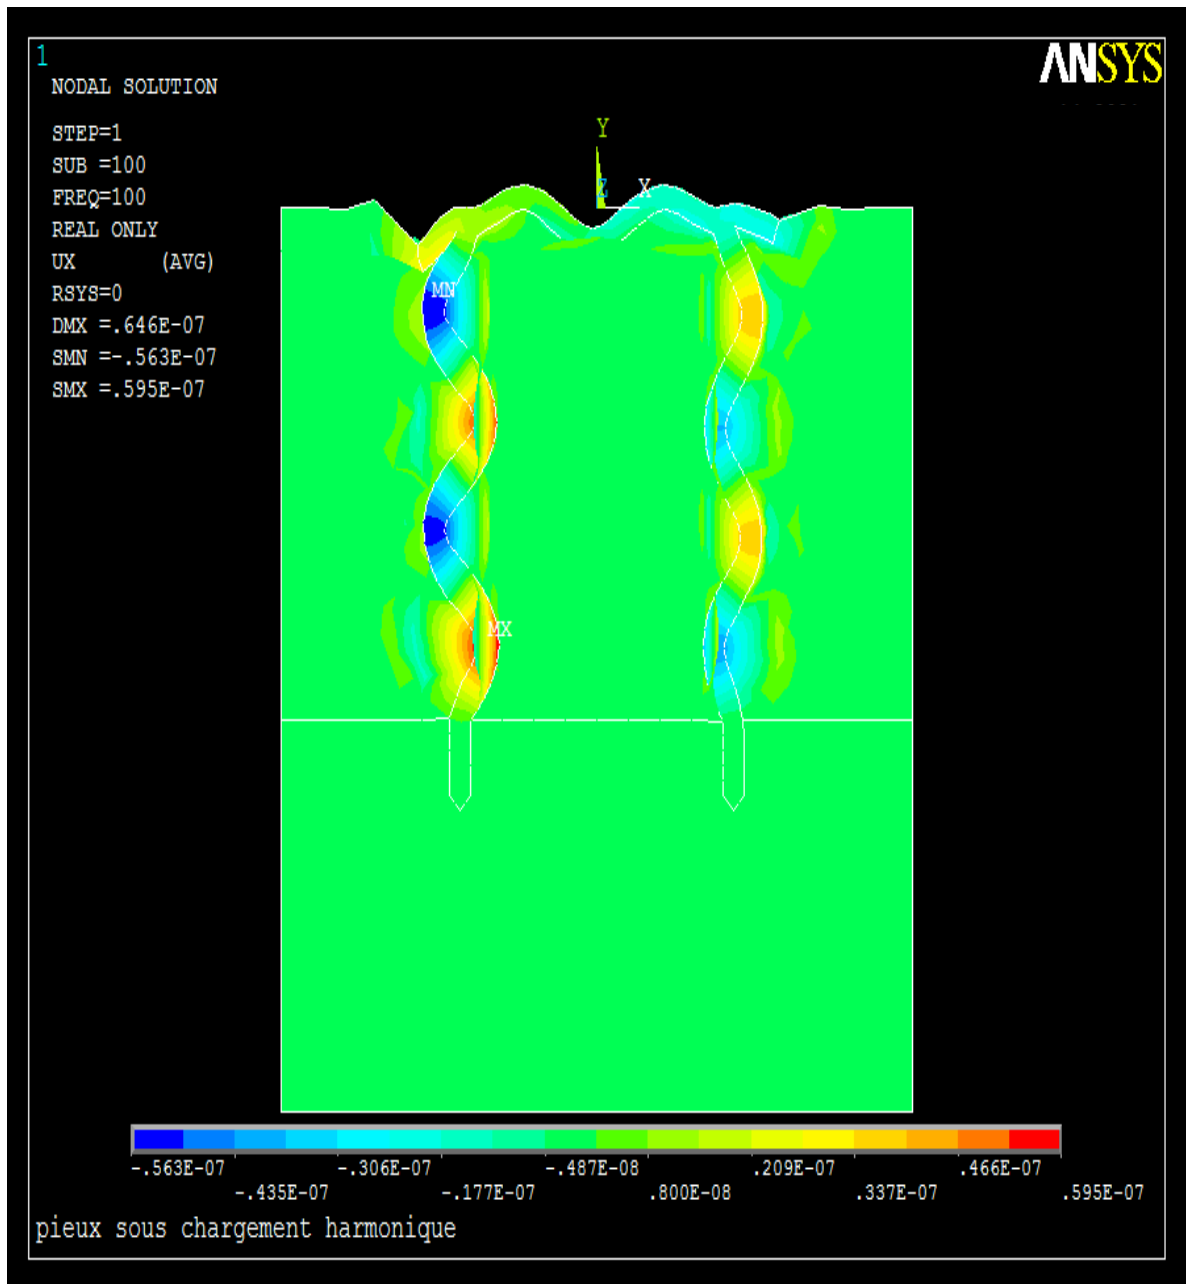 1
ANSYS
NODAL SOLUTION
STEP=1
SUB =100
FREQ=100
REAL ONLY
UX (AVG)
RSYS=0
DMX =.646E-07
SMN =-.563E-07
SMX =.595E-07
Y
Z X
MN
MX
-.563E-07 -.306E-07 -.487E-08 .209E-07 .466E-07
-.435E-07 -.177E-07 .800E-08 .337E-07 .595E-07
pieux sous chargement harmonique